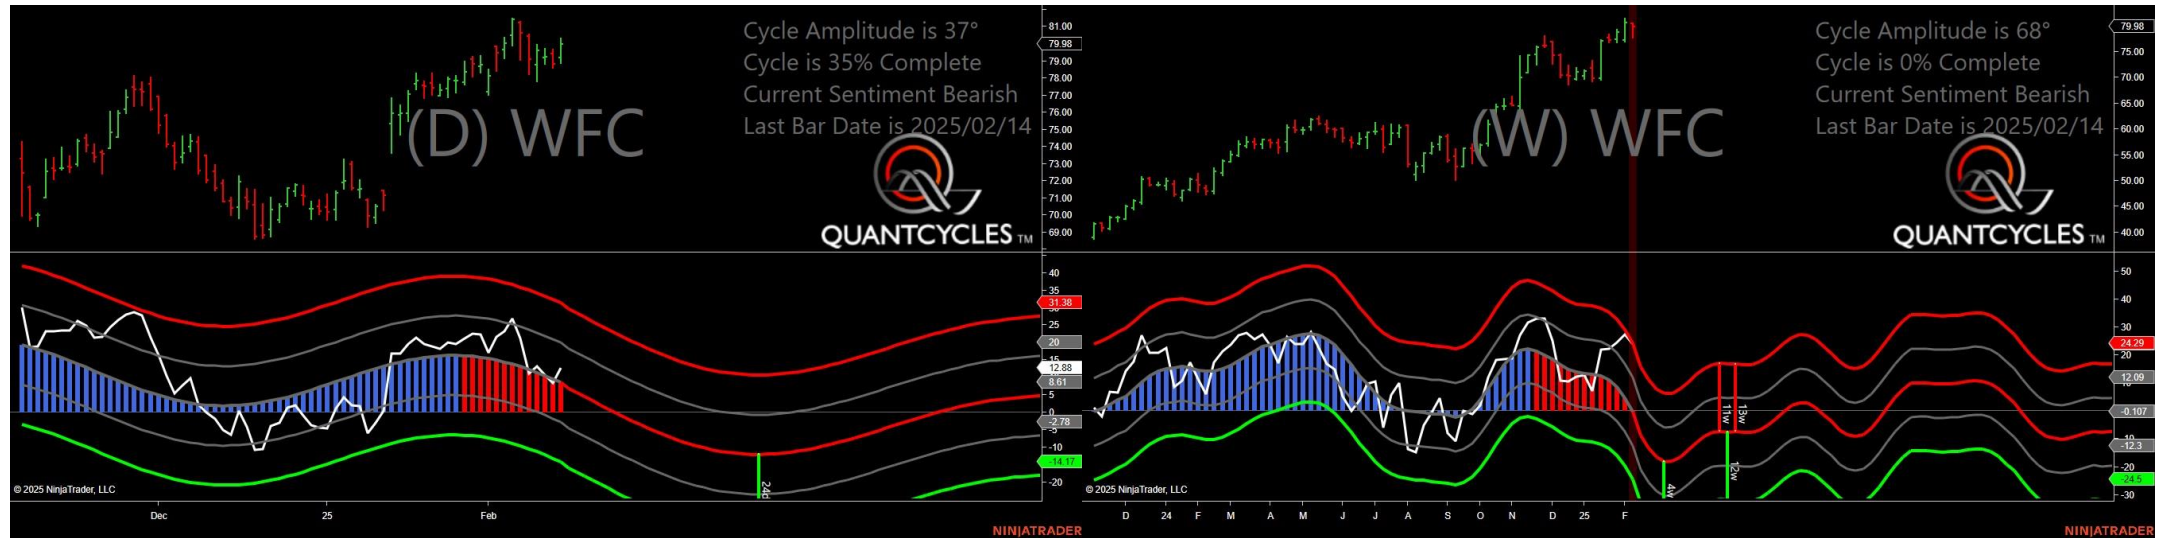 Cycle Amplitude is 37°
Cycle is 35% Complete
Current Sentiment Bearish
Last Bar Date is 2025/02/14
(D) WFC
QUANTCYCLES TM
81.00
79.98
79.00
78.00
77.00
76.00
75.00
74.00
73.00
72.00
71.00
70.00
69.00
40
35
31.38
25
20
15
12.88
8.61
5
0
-2.78
-5
-10
-14.17
-20
24d
© 2025 NinjaTrader, LLC
Dec
25
Feb
NINJATRADER
Cycle Amplitude is 68°
Cycle is 0% Complete
Current Sentiment Bearish
Last Bar Date is 2025/02/14
(W) WFC
QUANTCYCLES TM
79.98
75.00
70.00
65.00
60.00
55.00
50.00
45.00
40.00
50
40
30
24.29
20
12.09
-0.107
-12.3
-20
-24.5
-30
4w
11w
13w
12w
© 2025 NinjaTrader, LLC
D
24
F
M
A
M
J
J
A
S
O
N
D
25
F
NINJATRADER